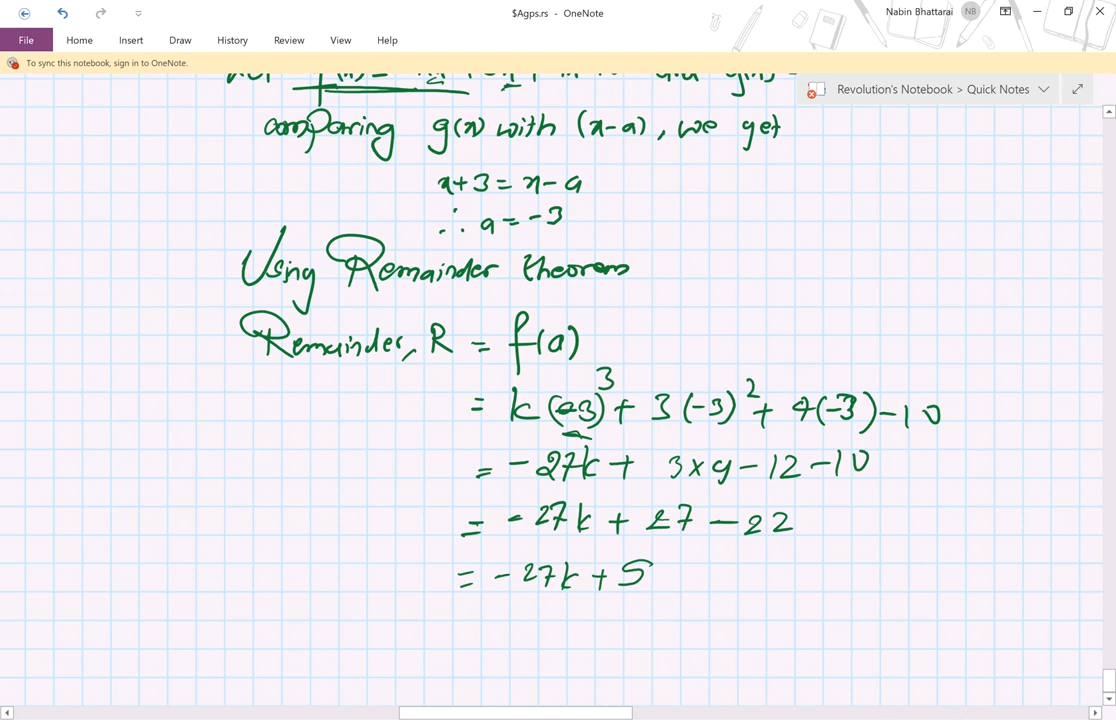 $Agps.rs - OneNote
Nabin Bhattarai NB
File Home Insert Draw History Review View Help
To sync this notebook, sign in to OneNote.
Revolution's Notebook > Quick Notes
comparing g(x) with (x-a), we get
x+3 = x-a
∴ a = -3
Using Remainder theorem
Remainder, R = f(a)
= k(-3)³ + 3(-3)² + 4(-3) - 10
= -27k + 3×9 - 12 - 10
= -27k + 27 - 22
= -27k + 5